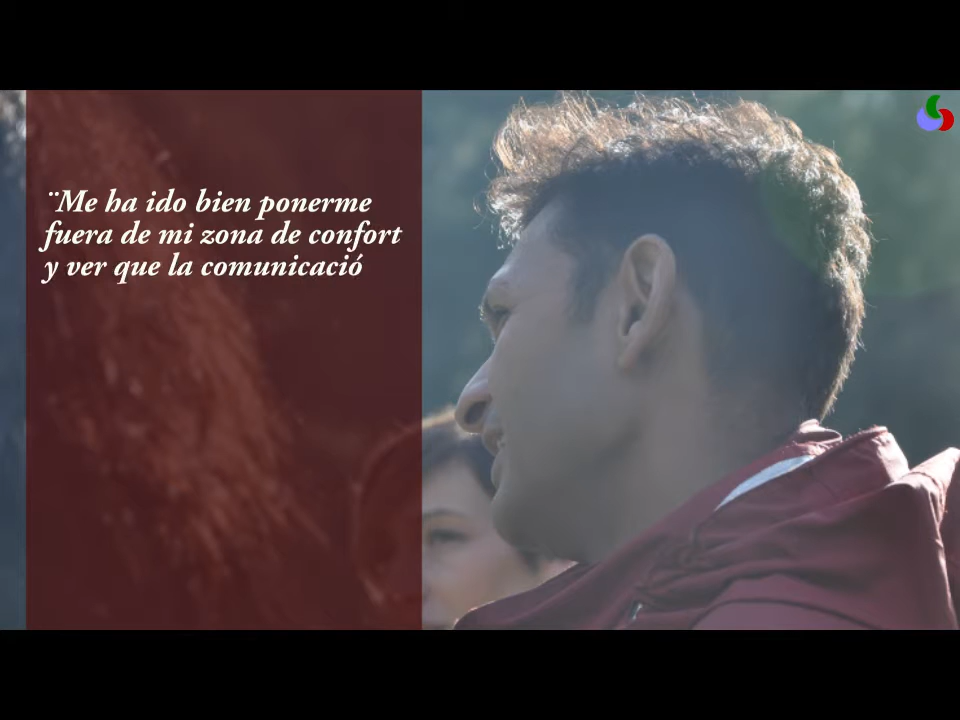 ¨Me ha ido bien ponerme
fuera de mi zona de confort
y ver que la comunicació